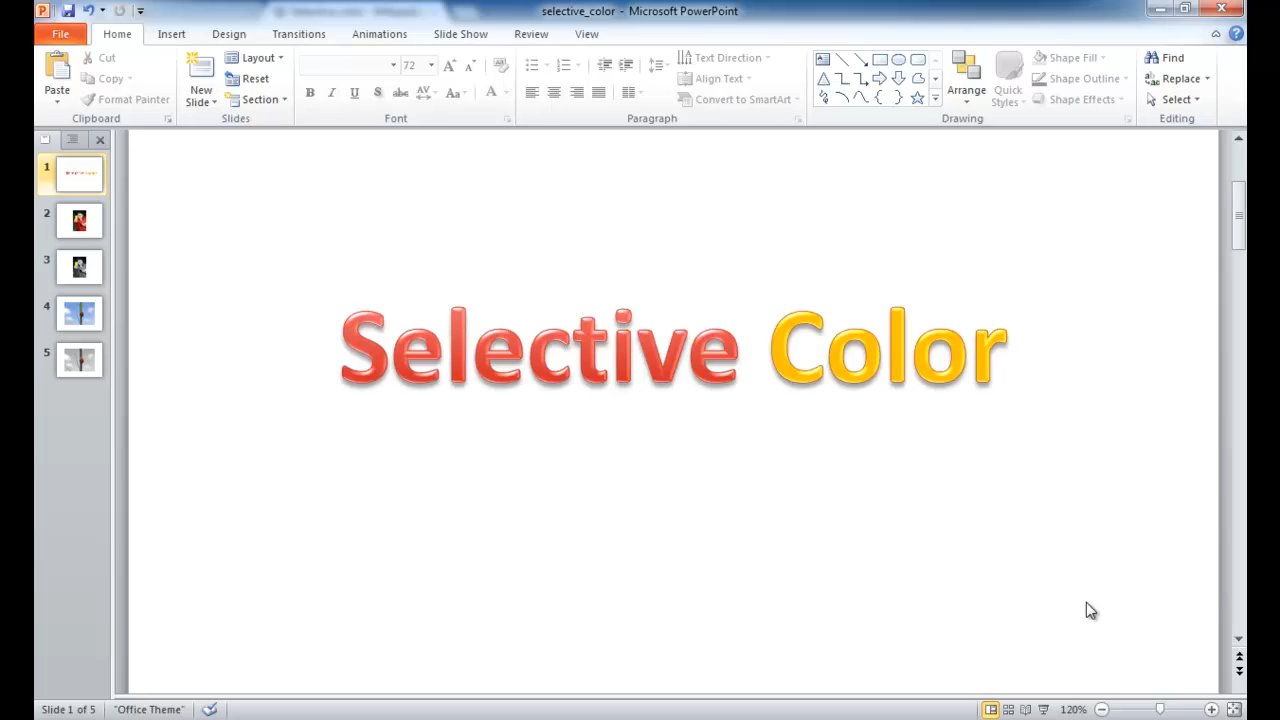 selective_color - Microsoft PowerPoint
File Home Insert Design Transitions Animations Slide Show Review View
Paste
Cut
Copy
Format Painter
Clipboard
New Slide
Layout
Reset
Section
Slides
72
B I U S abc AV Aa A
Font
Text Direction
Align Text
Convert to SmartArt
Paragraph
Arrange
Quick Styles
Shape Fill
Shape Outline
Shape Effects
Drawing
Find
Replace
Select
Editing
1
2
3
4
5
Selective Color
Slide 1 of 5 "Office Theme" 120%